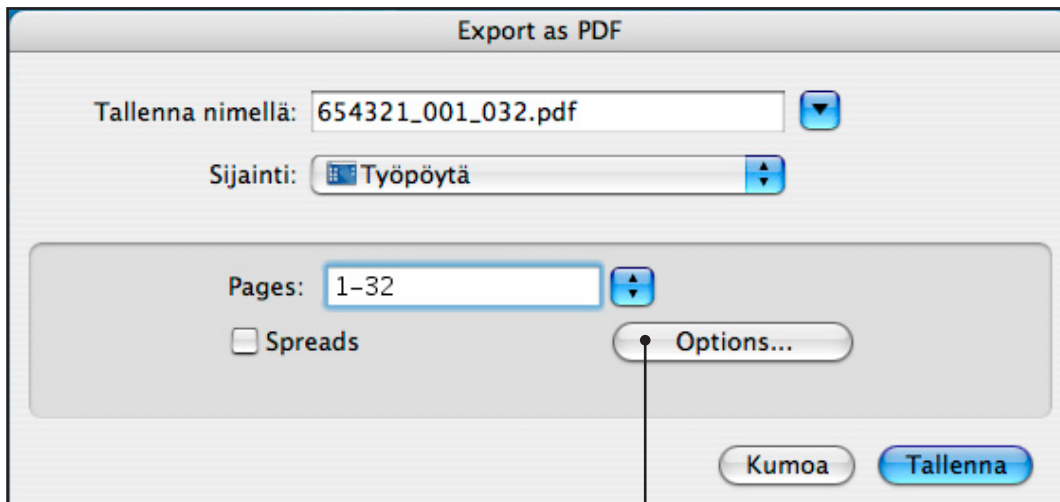 Export as PDF
Tallenna nimellä: 654321_001_032.pdf
Sijainti: Työpöytä
Pages: 1-32
Spreads Options...
Kumoa Tallenna